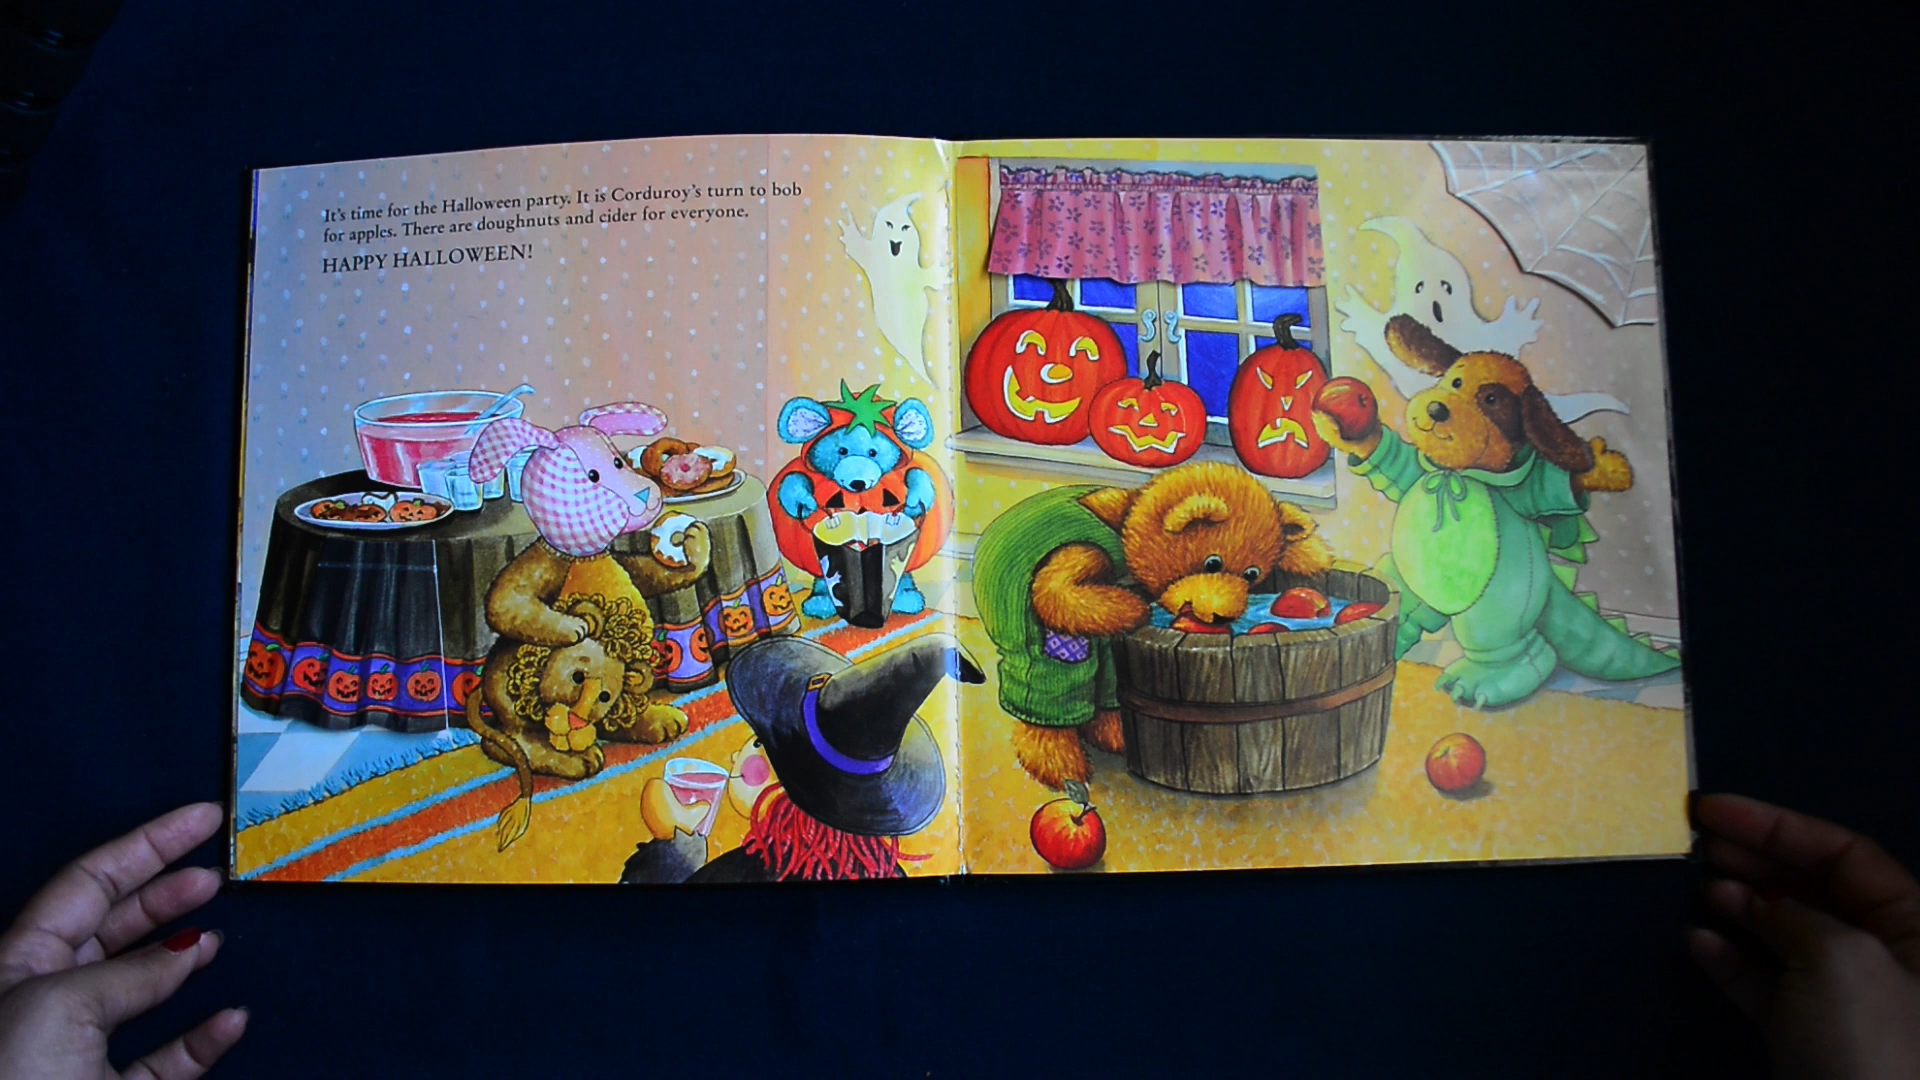 It's time for the Halloween party. It is Corduroy's turn to bob
for apples. There are doughnuts and cider for everyone.
HAPPY HALLOWEEN!